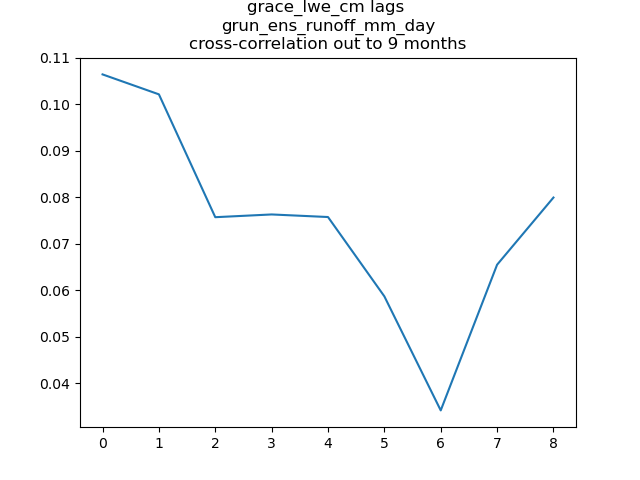 grace_lwe_cm lags
grun_ens_runoff_mm_day
cross-correlation out to 9 months
0.11
0.10
0.09
0.08
0.07
0.06
0.05
0.04
0 1 2 3 4 5 6 7 8